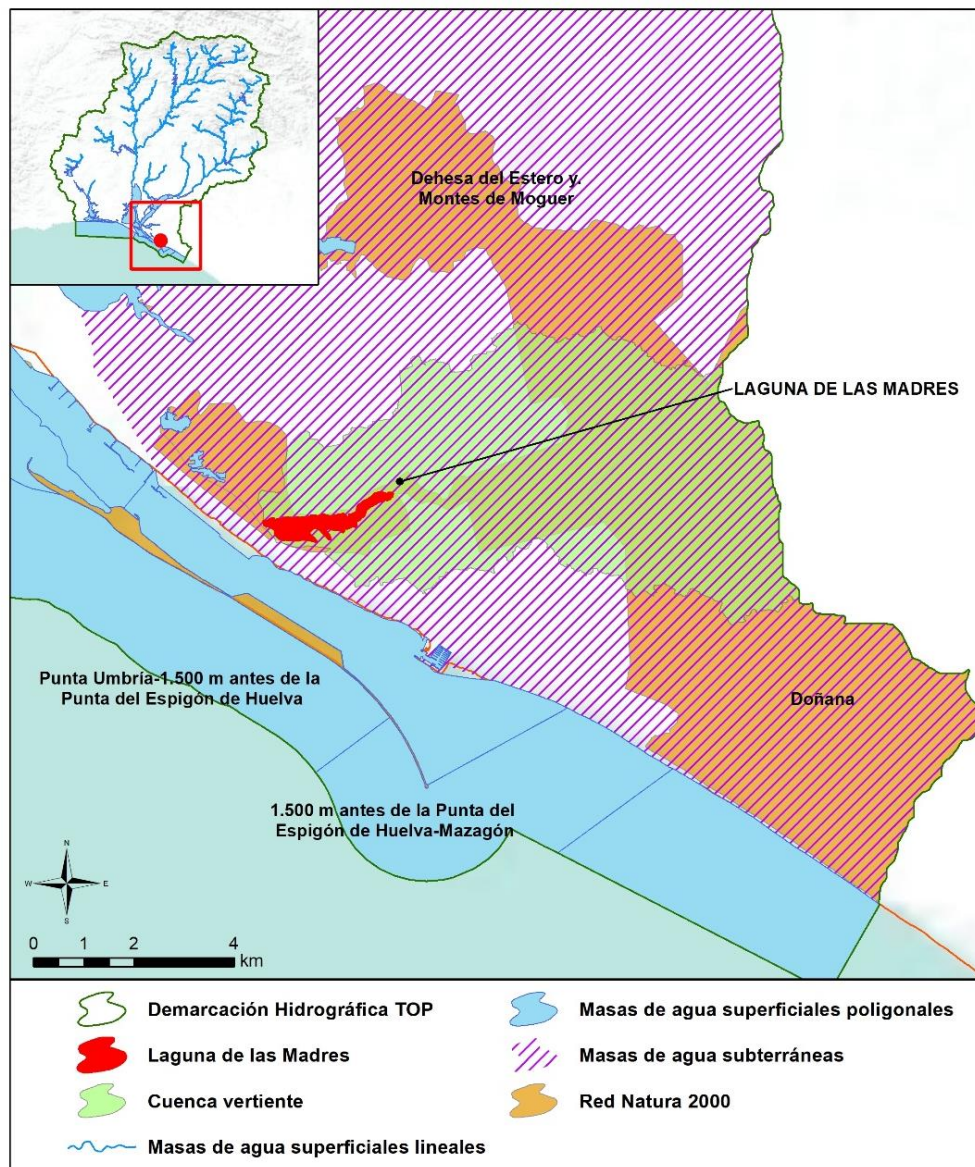 Dehesa del Estero y.
Montes de Moguer
LAGUNA DE LAS MADRES
Punta Umbría-1.500 m antes de la
Punta del Espigón de Huelva
Doñana
1.500 m antes de la Punta del
Espigón de Huelva-Mazagón
N
W E
S
0 1 2 4
km
Demarcación Hidrográfica TOP
Masas de agua superficiales poligonales
Laguna de las Madres
Masas de agua subterráneas
Cuenca vertiente
Red Natura 2000
Masas de agua superficiales lineales